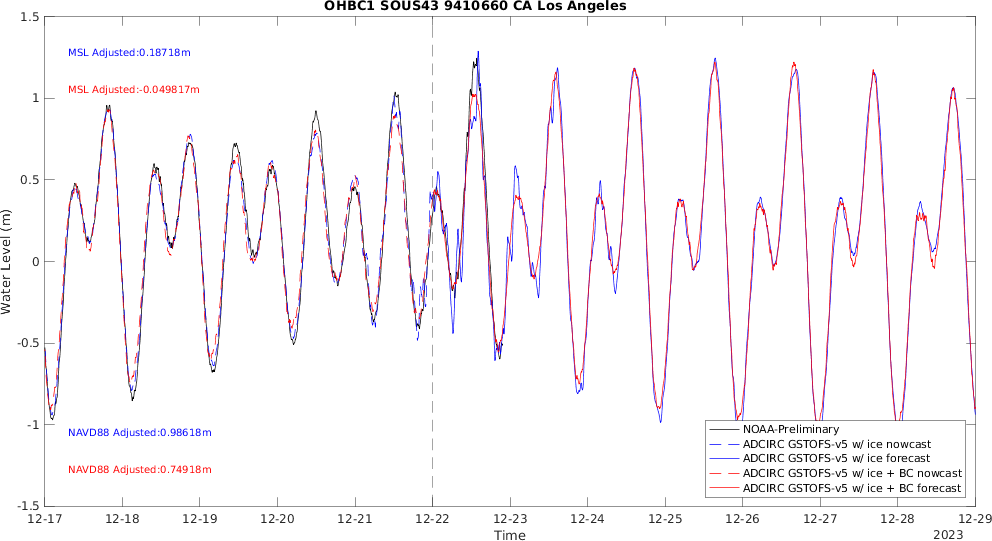 OHBC1 SOUS43 9410660 CA Los Angeles
1.5
1
0.5
0
-0.5
-1
-1.5
Water Level (m)
MSL Adjusted:0.18718m
MSL Adjusted:-0.049817m
NAVD88 Adjusted:0.98618m
NAVD88 Adjusted:0.74918m
NOAA-Preliminary
ADCIRC GSTOFS-v5 w/ ice nowcast
ADCIRC GSTOFS-v5 w/ ice forecast
ADCIRC GSTOFS-v5 w/ ice + BC nowcast
ADCIRC GSTOFS-v5 w/ ice + BC forecast
12-17 12-18 12-19 12-20 12-21 12-22 12-23 12-24 12-25 12-26 12-27 12-28 12-29
Time
2023